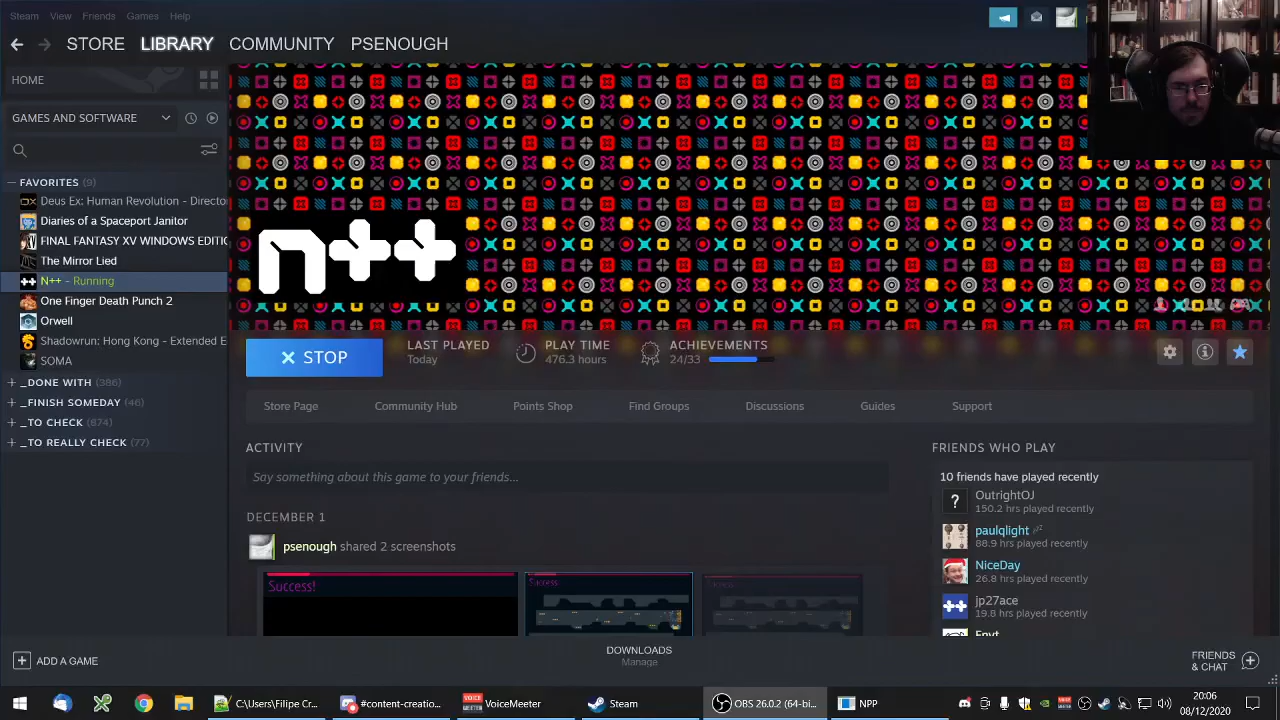 Steam View Friends Games Help
STORE LIBRARY COMMUNITY PSENOUGH
HOME
GAMES AND SOFTWARE
FAVORITES (9)
Deus Ex: Human Revolution - Directo
Diaries of a Spaceport Janitor
FINAL FANTASY XV WINDOWS EDITIO
The Mirror Lied
N++ - Running
One Finger Death Punch 2
Orwell
Shadowrun: Hong Kong - Extended E
SOMA
_DONE WITH (386)
_FINISH SOMEDAY (46)
_TO CHECK (874)
_TO REALLY CHECK (77)
n++
STOP
LAST PLAYED
Today
PLAY TIME
476.3 hours
ACHIEVEMENTS
24/33
Store Page Community Hub Points Shop Find Groups Discussions Guides Support
ACTIVITY
Say something about this game to your friends...
DECEMBER 1
psenough shared 2 screenshots
Success!
Success
FRIENDS WHO PLAY
10 friends have played recently
OutrightOJ
150.2 hrs played recently
paulqlight zzz
88.9 hrs played recently
NiceDay
26.8 hrs played recently
jp27ace
19.8 hrs played recently
ADD A GAME
DOWNLOADS
Manage
FRIENDS
& CHAT
C:\Users\Filipe Cr...
#content-creatio...
VoiceMeeter
Steam
OBS 26.0.2 (64-bi...
NPP
20:06
08/12/2020